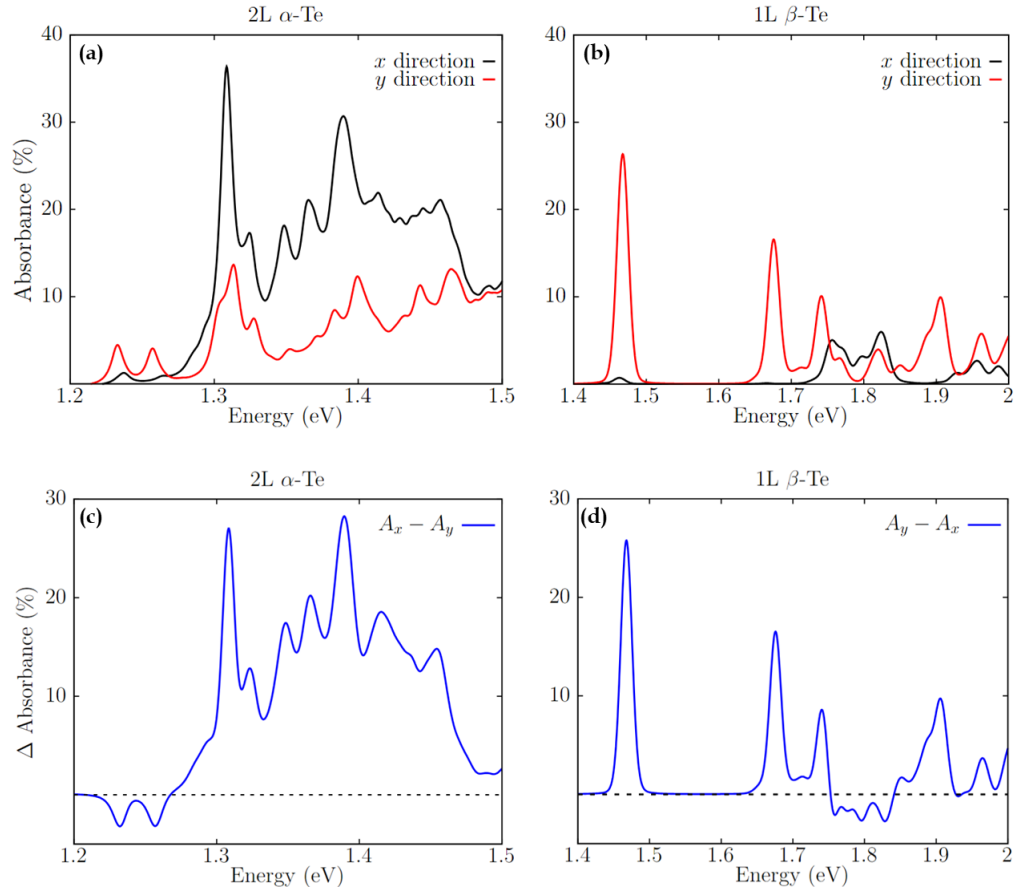 2L α-Te
(a)
x direction
y direction
40
30
20
10
Absorbance (%)
1.2 1.3 1.4 1.5
Energy (eV)
1L β-Te
(b)
x direction
y direction
40
30
20
10
1.4 1.5 1.6 1.7 1.8 1.9 2
Energy (eV)
2L α-Te
(c)
Aₓ − Aᵧ
30
20
10
Δ Absorbance (%)
1.2 1.3 1.4 1.5
Energy (eV)
1L β-Te
(d)
Aᵧ − Aₓ
30
20
10
1.4 1.5 1.6 1.7 1.8 1.9 2
Energy (eV)